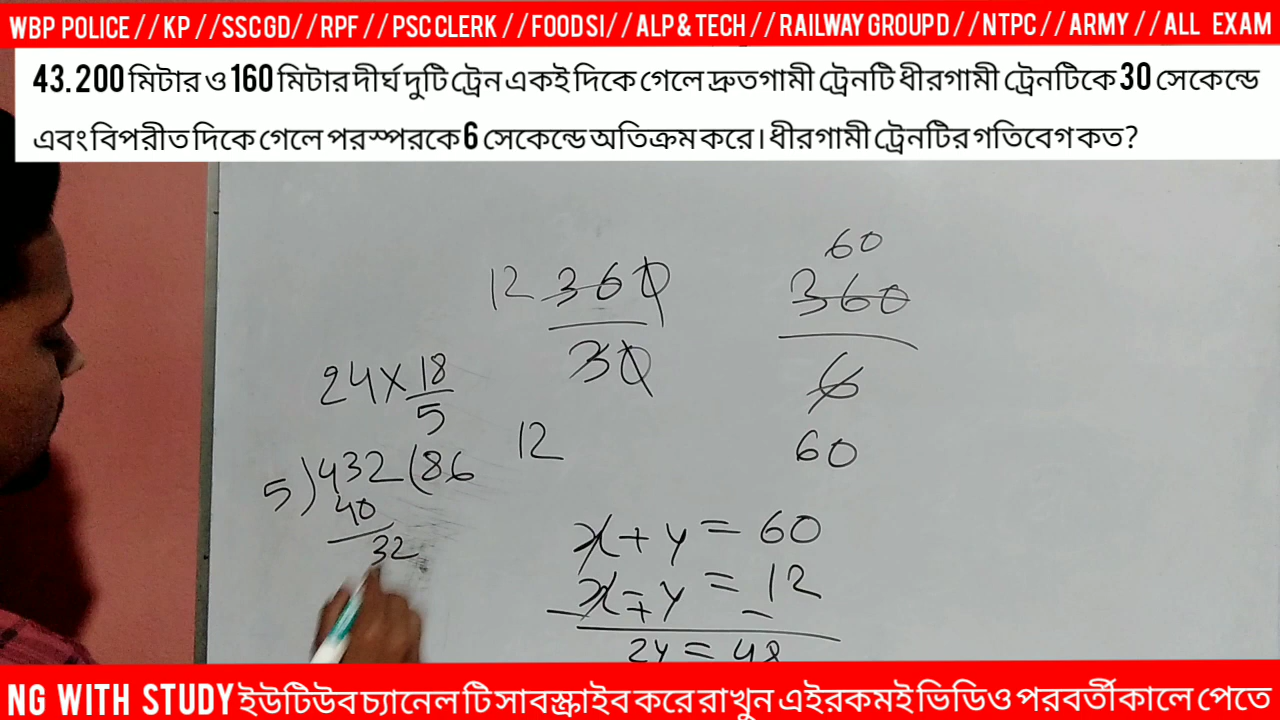 WBP POLICE // KP // SSC GD // RPF // PSC CLERK // FOOD SI // ALP & TECH // RAILWAY GROUP D // NTPC // ARMY // ALL EXAM
43. 200 মিটার ও 160 মিটার দীর্ঘ দুটি ট্রেন একই দিকে গেলে দ্রুতগামী ট্রেনটি ধীরগামী ট্রেনটিকে 30 সেকেন্ডে
এবং বিপরীত দিকে গেলে পরস্পরকে 6 সেকেন্ডে অতিক্রম করে। ধীরগামী ট্রেনটির গতিবেগ কত?
60
12 360 360
30 6
24 × 18
5
12 60
5)432(86
40
32
x + y = 60
x - y = 12
- + -
2y = 48
NG WITH STUDY ইউটিউব চ্যানেল টি সাবস্ক্রাইব করে রাখুন এইরকমই ভিডিও পরবর্তীকালে পেতে